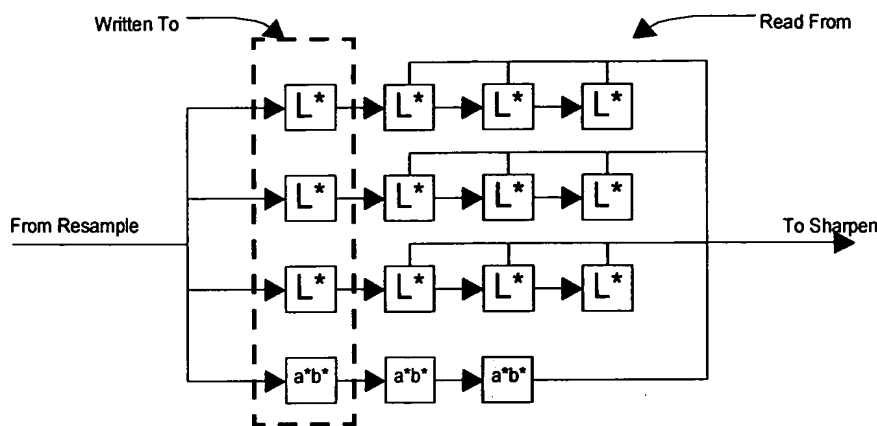 Written To
Read From
L* L* L* L*
L* L* L* L*
From Resample
To Sharpen
L* L* L* L*
a*b* a*b* a*b*